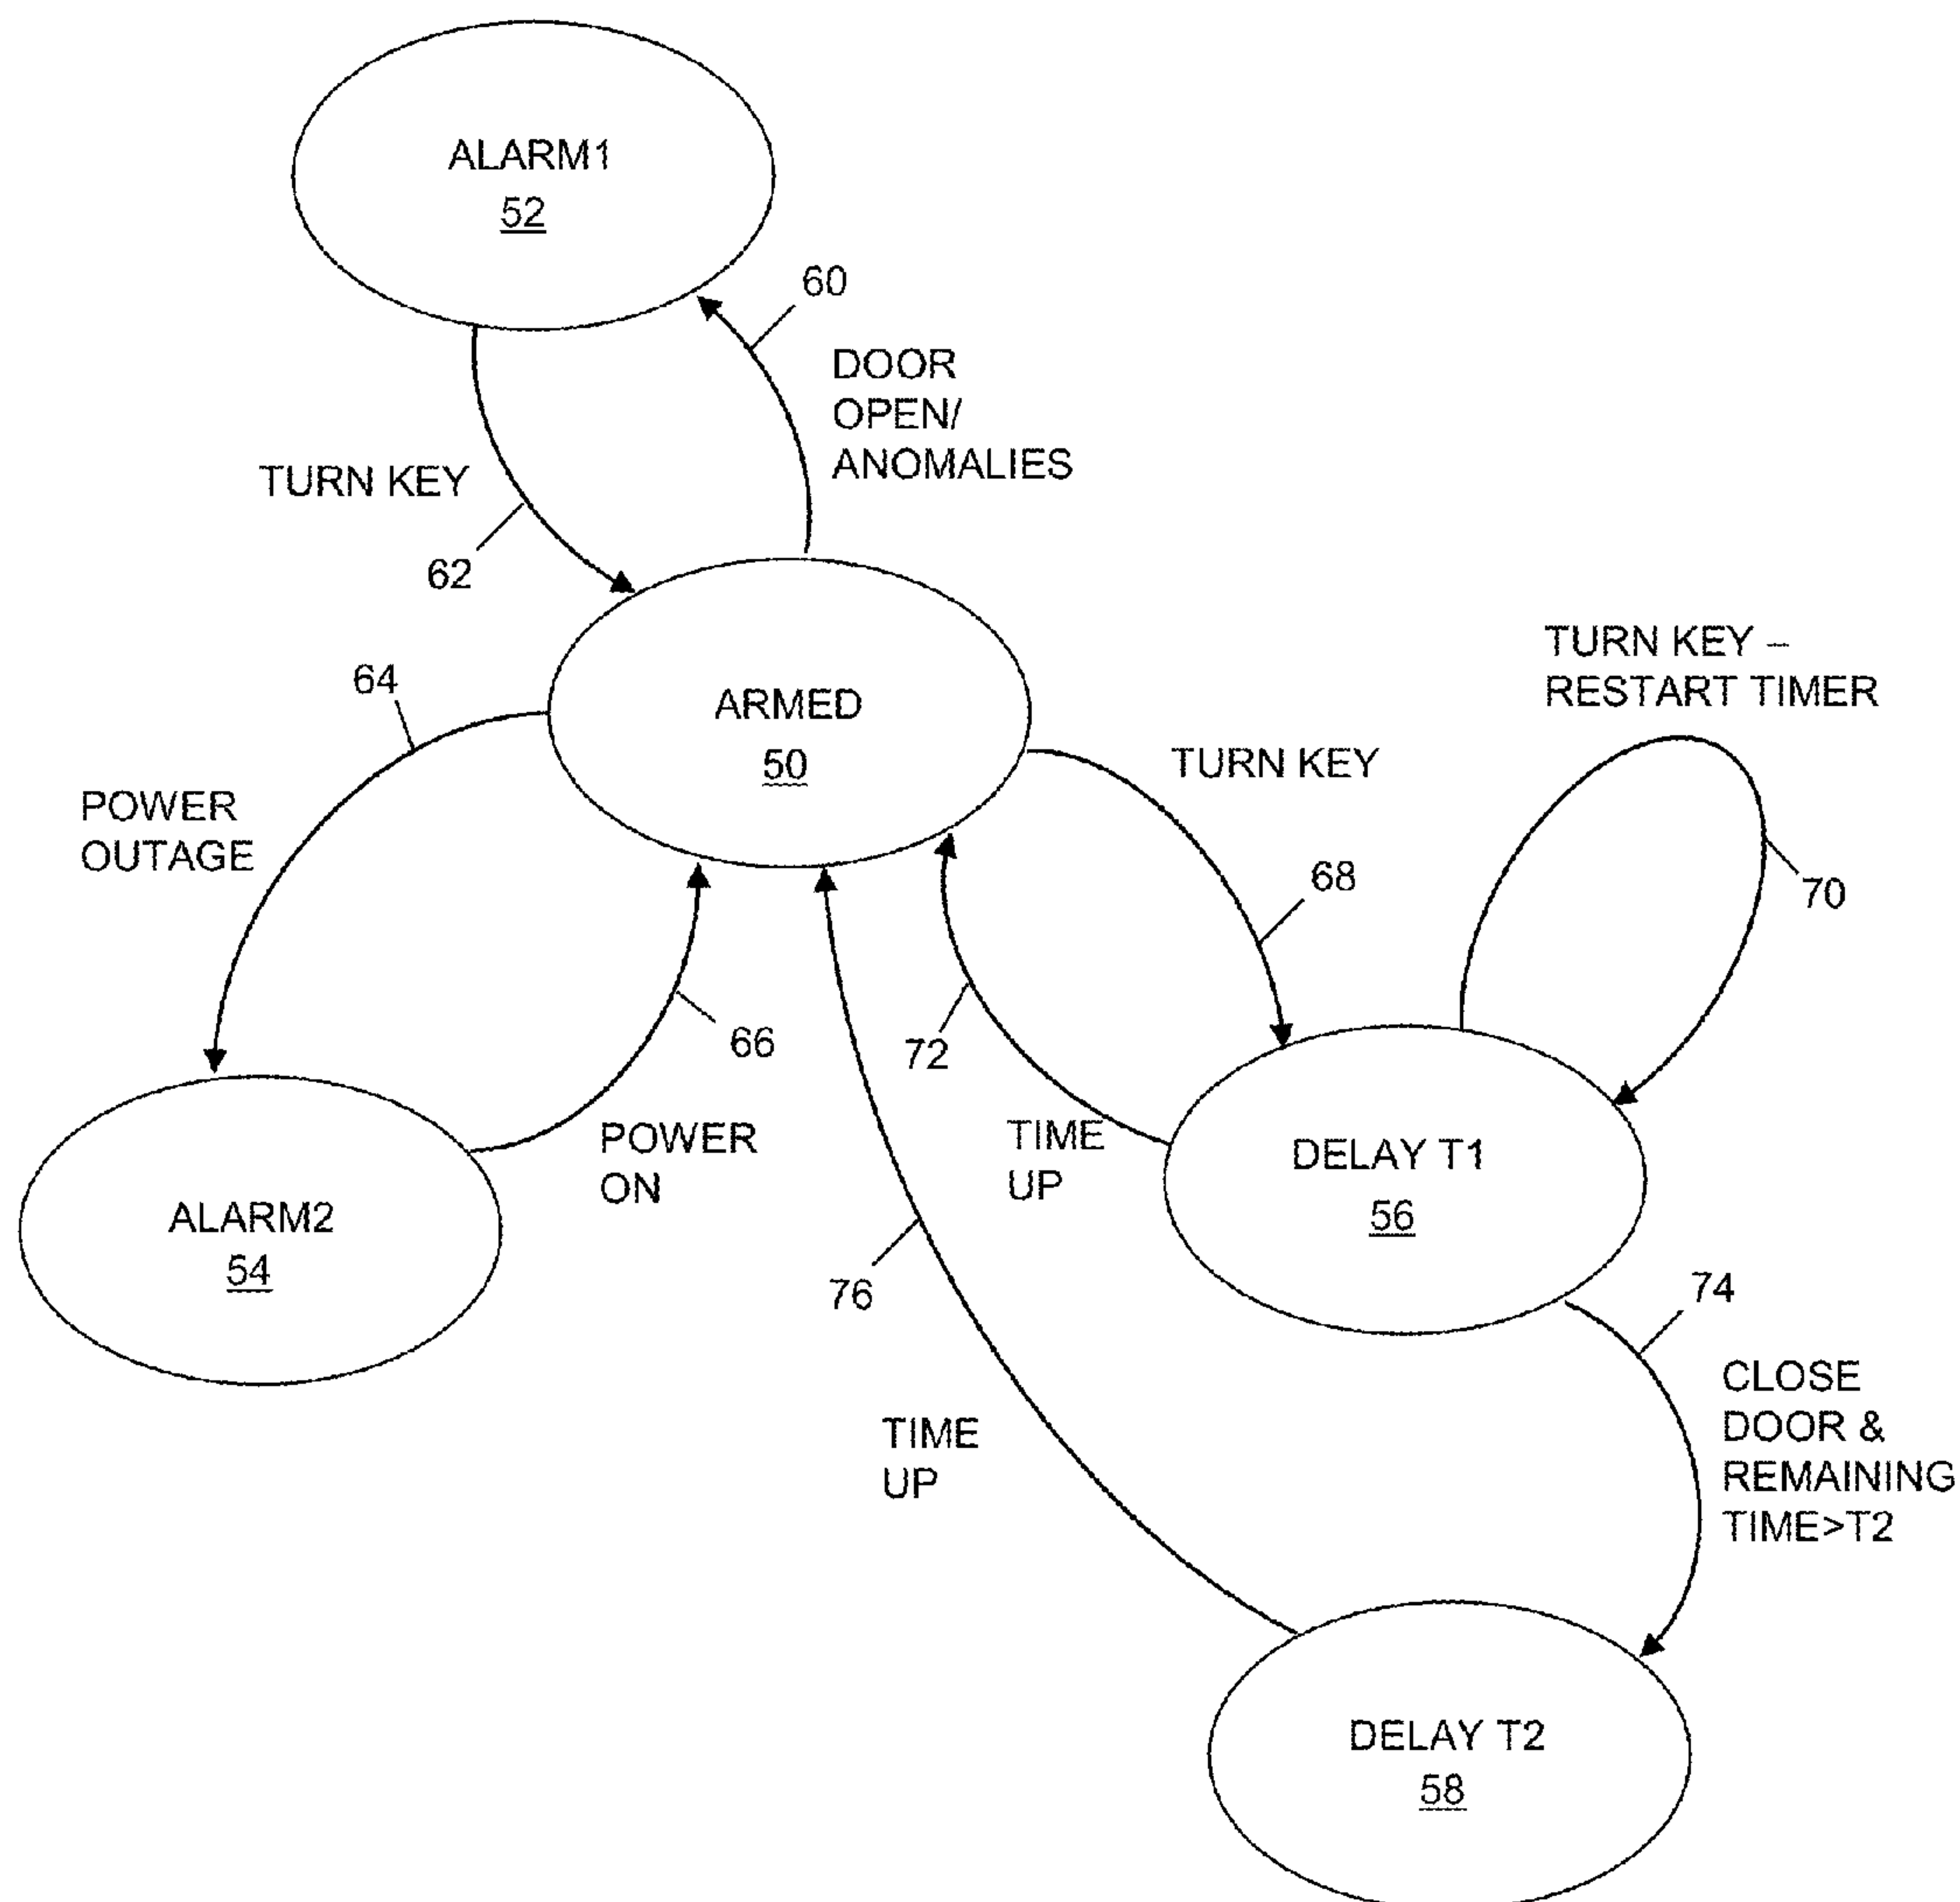 ALARM1
52
60
DOOR
OPEN/
ANOMALIES
TURN KEY
62
64
ARMED
50
TURN KEY –
RESTART TIMER
TURN KEY
POWER
OUTAGE
68
70
66
72
POWER
ON
TIME
UP
DELAY T1
56
ALARM2
54
76
74
CLOSE
DOOR &
REMAINING
TIME>T2
TIME
UP
DELAY T2
58